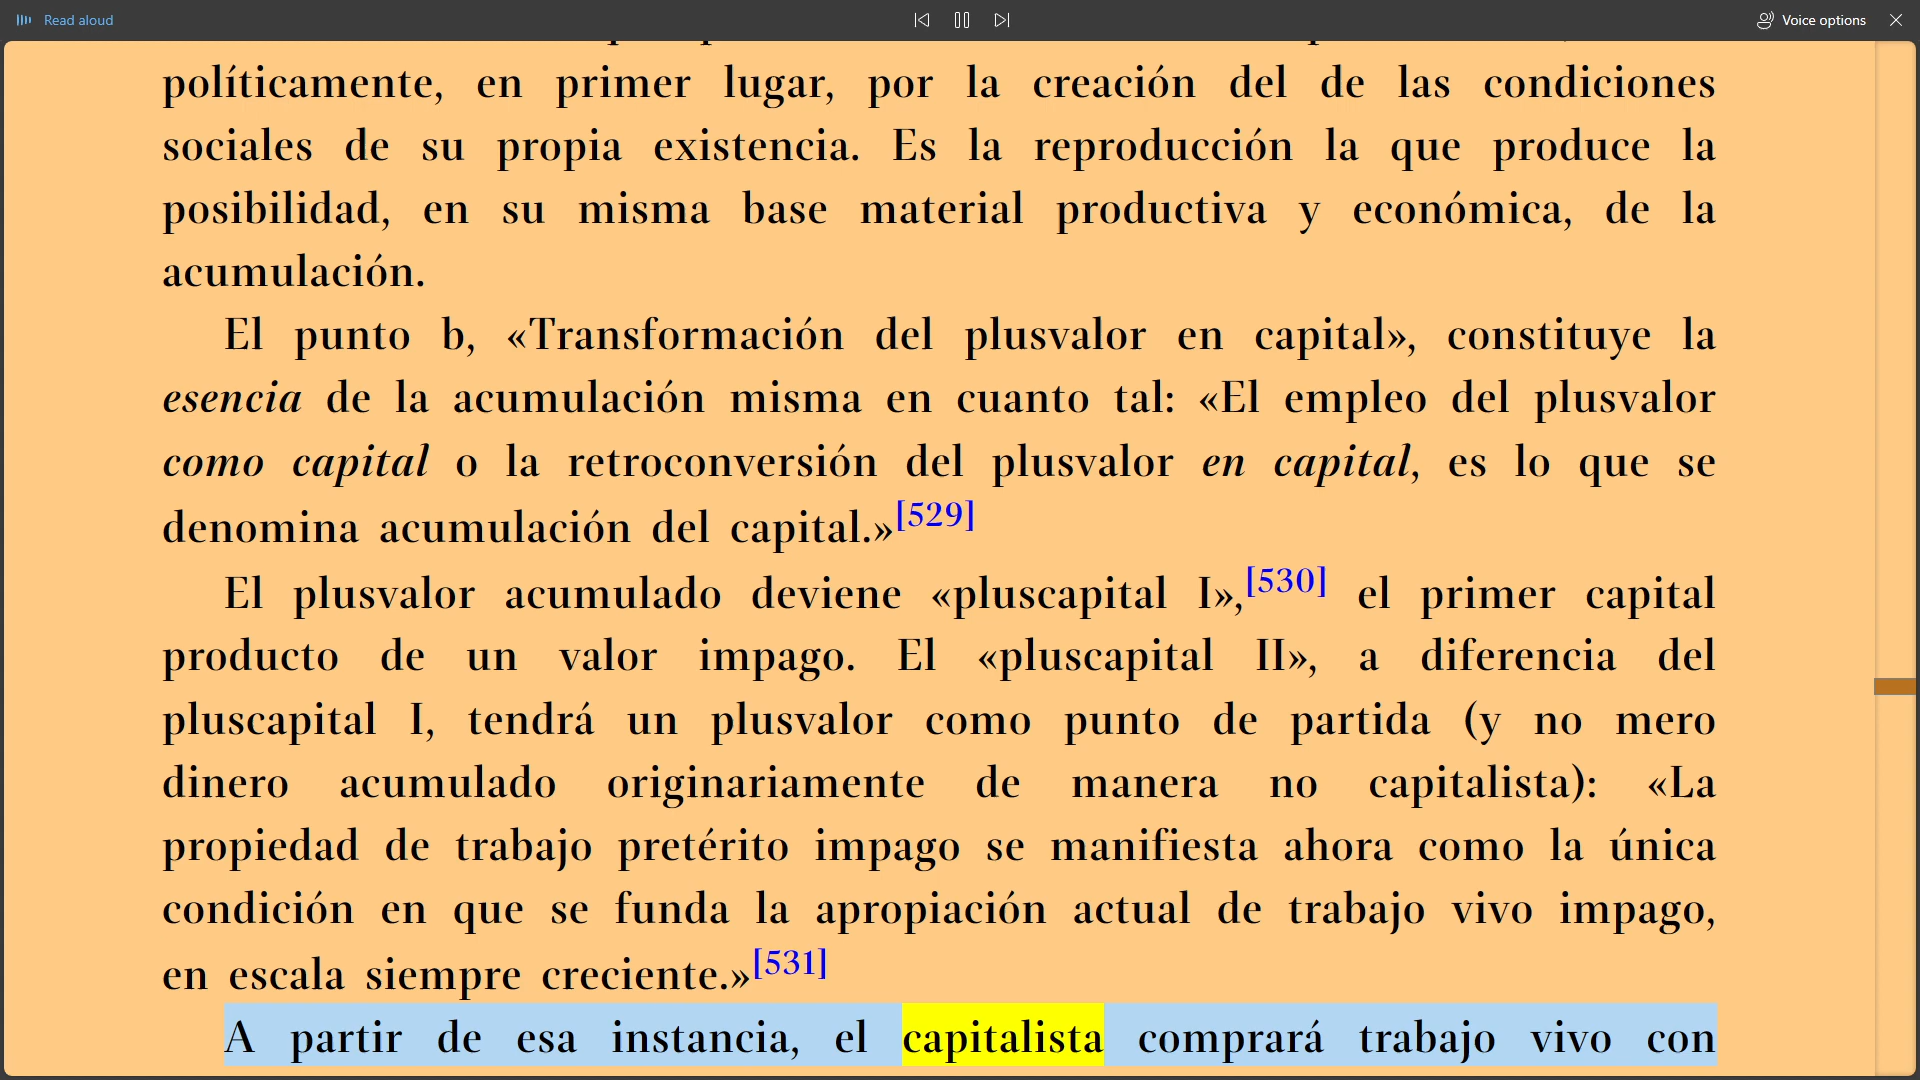 Read aloud
Voice options
políticamente, en primer lugar, por la creación del de las condiciones
sociales de su propia existencia. Es la reproducción la que produce la
posibilidad, en su misma base material productiva y económica, de la
acumulación.
El punto b, «Transformación del plusvalor en capital», constituye la
esencia de la acumulación misma en cuanto tal: «El empleo del plusvalor
como capital o la retroconversión del plusvalor en capital, es lo que se
denomina acumulación del capital.»[529]
El plusvalor acumulado deviene «pluscapital I»,[530] el primer capital
producto de un valor impago. El «pluscapital II», a diferencia del
pluscapital I, tendrá un plusvalor como punto de partida (y no mero
dinero acumulado originariamente de manera no capitalista): «La
propiedad de trabajo pretérito impago se manifiesta ahora como la única
condición en que se funda la apropiación actual de trabajo vivo impago,
en escala siempre creciente.»[531]
A partir de esa instancia, el capitalista comprará trabajo vivo con